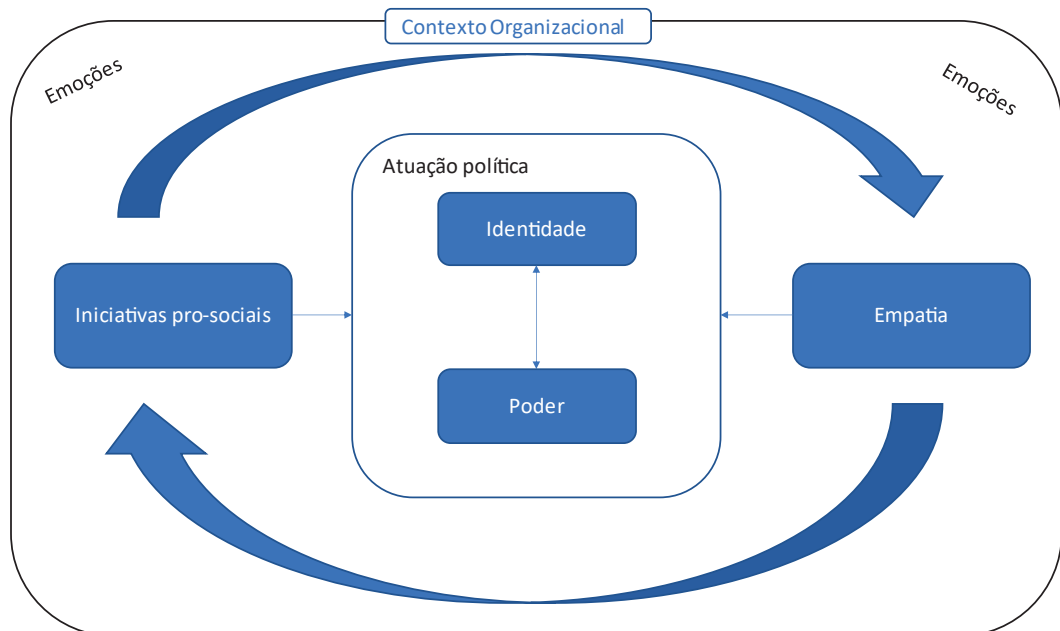 Contexto Organizacional
Emoções
Emoções
Atuação política
Identidade
Iniciativas pro-sociais
Empatia
Poder